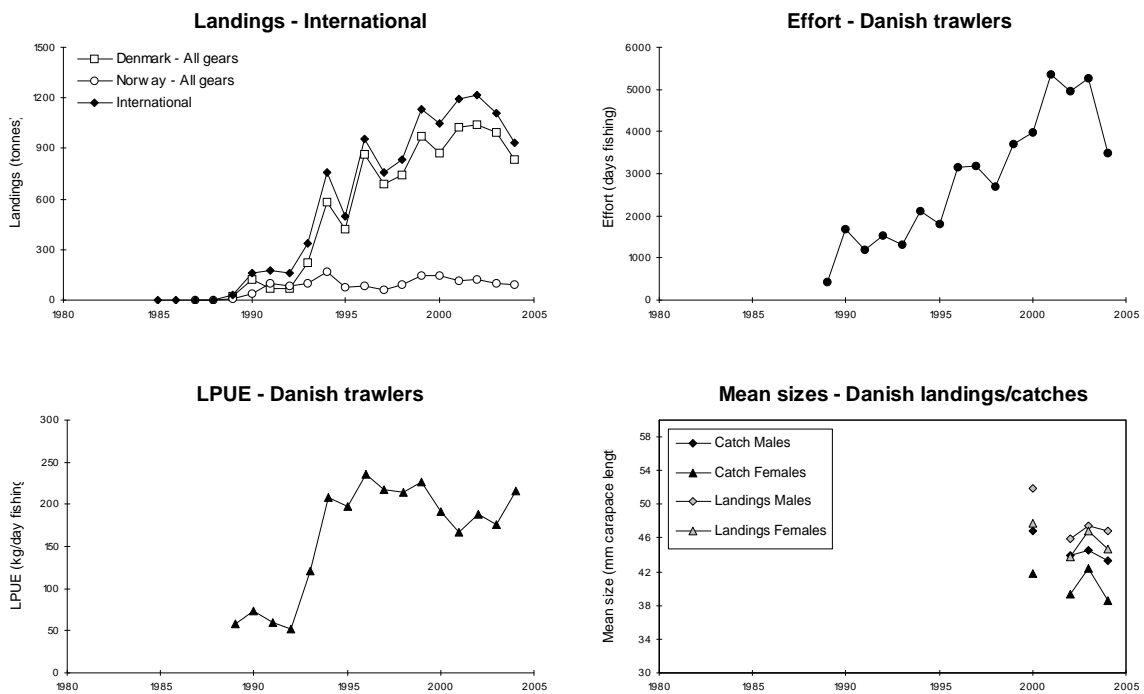 Landings - International
1500
1200
900
600
300
0
Landings (tonnes)
Denmark - All gears
Norway - All gears
International
1980 1985 1990 1995 2000 2005
Effort - Danish trawlers
6000
5000
4000
3000
2000
1000
0
Effort (days fishing)
1980 1985 1990 1995 2000 2005
LPUE - Danish trawlers
300
250
200
150
100
50
0
LPUE (kg/day fishing
1980 1985 1990 1995 2000 2005
Mean sizes - Danish landings/catches
58
54
50
46
42
38
34
30
Mean size (mm carapace lengt
Catch Males
Catch Females
Landings Males
Landings Females
1980 1985 1990 1995 2000 2005